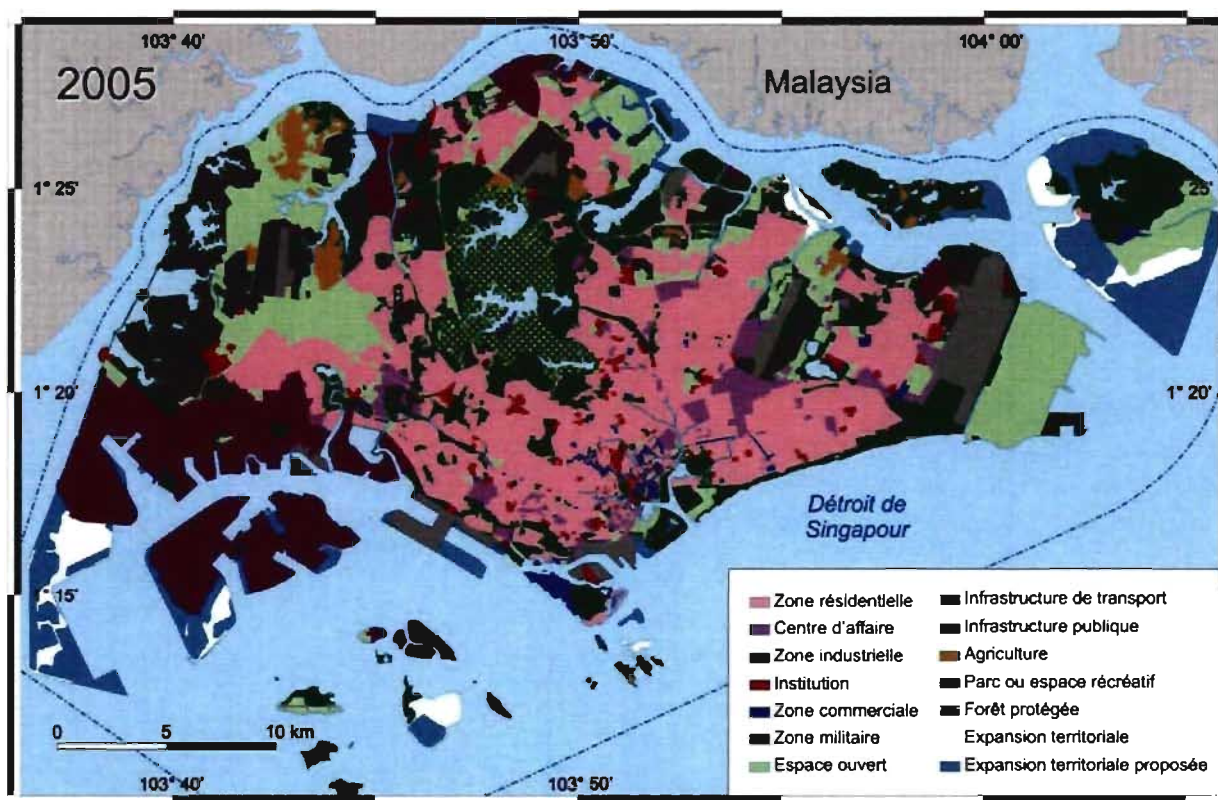 103° 40'
103° 50'
104° 00'
2005
Malaysia
1° 25'
25'
1° 20'
1° 20'
Détroit de
Singapour
1° 15'
Zone résidentielle
Centre d'affaire
Zone industrielle
Institution
Zone commerciale
Zone militaire
Espace ouvert
Infrastructure de transport
Infrastructure publique
Agriculture
Parc ou espace récréatif
Forêt protégée
Expansion territoriale
Expansion territoriale proposée
0 5 10 km
103° 40'
103° 50'